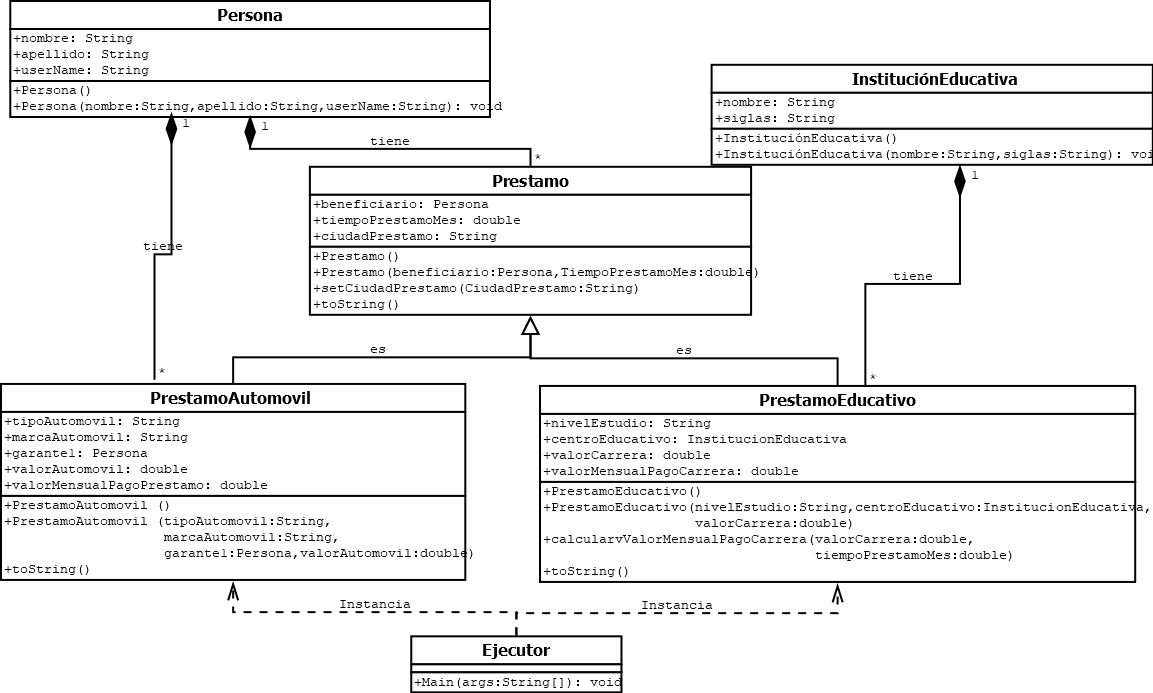 Persona
+nombre: String
+apellido: String
+userName: String
+Persona()
+Persona(nombre:String,apellido:String,userName:String): void
1
1
tiene
*
tiene
*
InstituciónEducativa
+nombre: String
+siglas: String
+InstituciónEducativa()
+InstituciónEducativa(nombre:String,siglas:String): voi
1
tiene
*
Prestamo
+beneficiario: Persona
+tiempoPrestamoMes: double
+ciudadPrestamo: String
+Prestamo()
+Prestamo(beneficiario:Persona,TiempoPrestamoMes:double)
+setCiudadPrestamo(CiudadPrestamo:String)
+toString()
es
es
PrestamoAutomovil
+tipoAutomovil: String
+marcaAutomovil: String
+garante1: Persona
+valorAutomovil: double
+valorMensualPagoPrestamo: double
+PrestamoAutomovil ()
+PrestamoAutomovil (tipoAutomovil:String,
marcaAutomovil:String,
garante1:Persona,valorAutomovil:double)
+toString()
PrestamoEducativo
+nivelEstudio: String
+centroEducativo: InstitucionEducativa
+valorCarrera: double
+valorMensualPagoCarrera: double
+PrestamoEducativo()
+PrestamoEducativo(nivelEstudio:String,centroEducativo:InstitucionEducativa,
valorCarrera:double)
+calcularvValorMensualPagoCarrera(valorCarrera:double,
tiempoPrestamoMes:double)
+toString()
Instancia
Instancia
Ejecutor
+Main(args:String[]): void